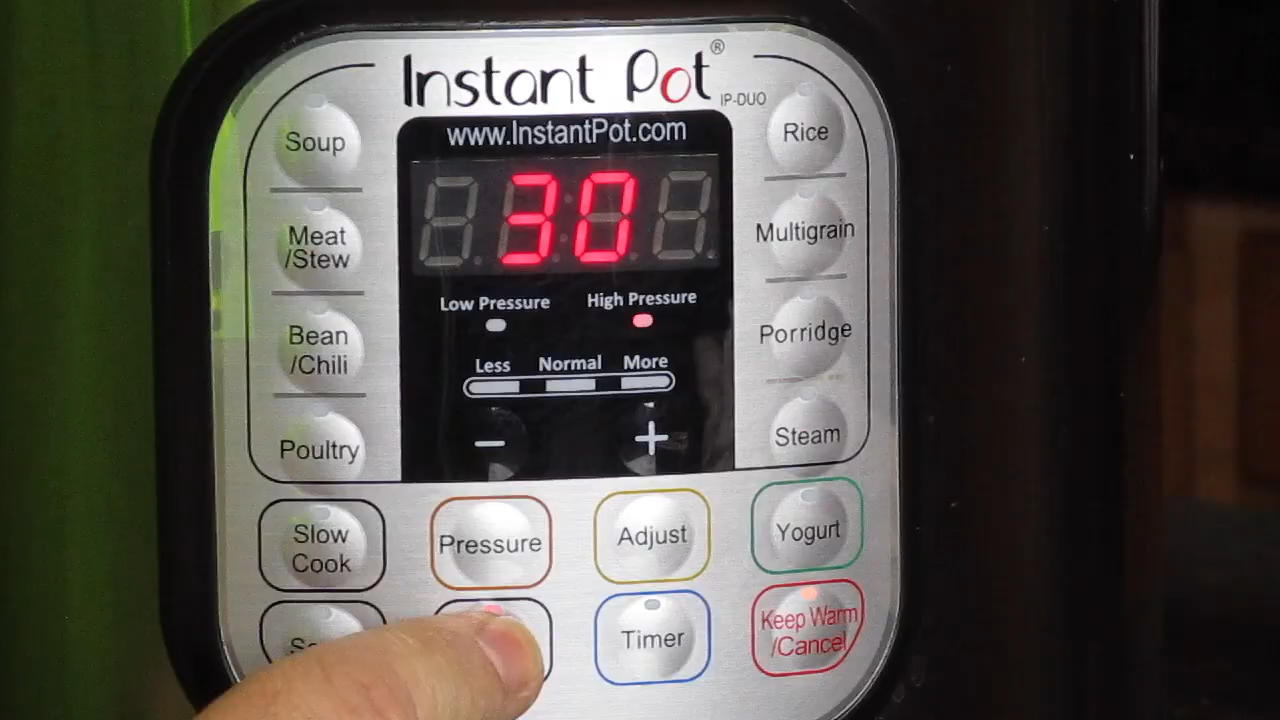 Instant Pot®
IP-DUO
www.InstantPot.com
30
Low Pressure
High Pressure
Less
Normal
More
−
+
Soup
Meat
/Stew
Bean
/Chili
Poultry
Rice
Multigrain
Porridge
Steam
Slow
Cook
Pressure
Adjust
Yogurt
Timer
Keep Warm
/Cancel